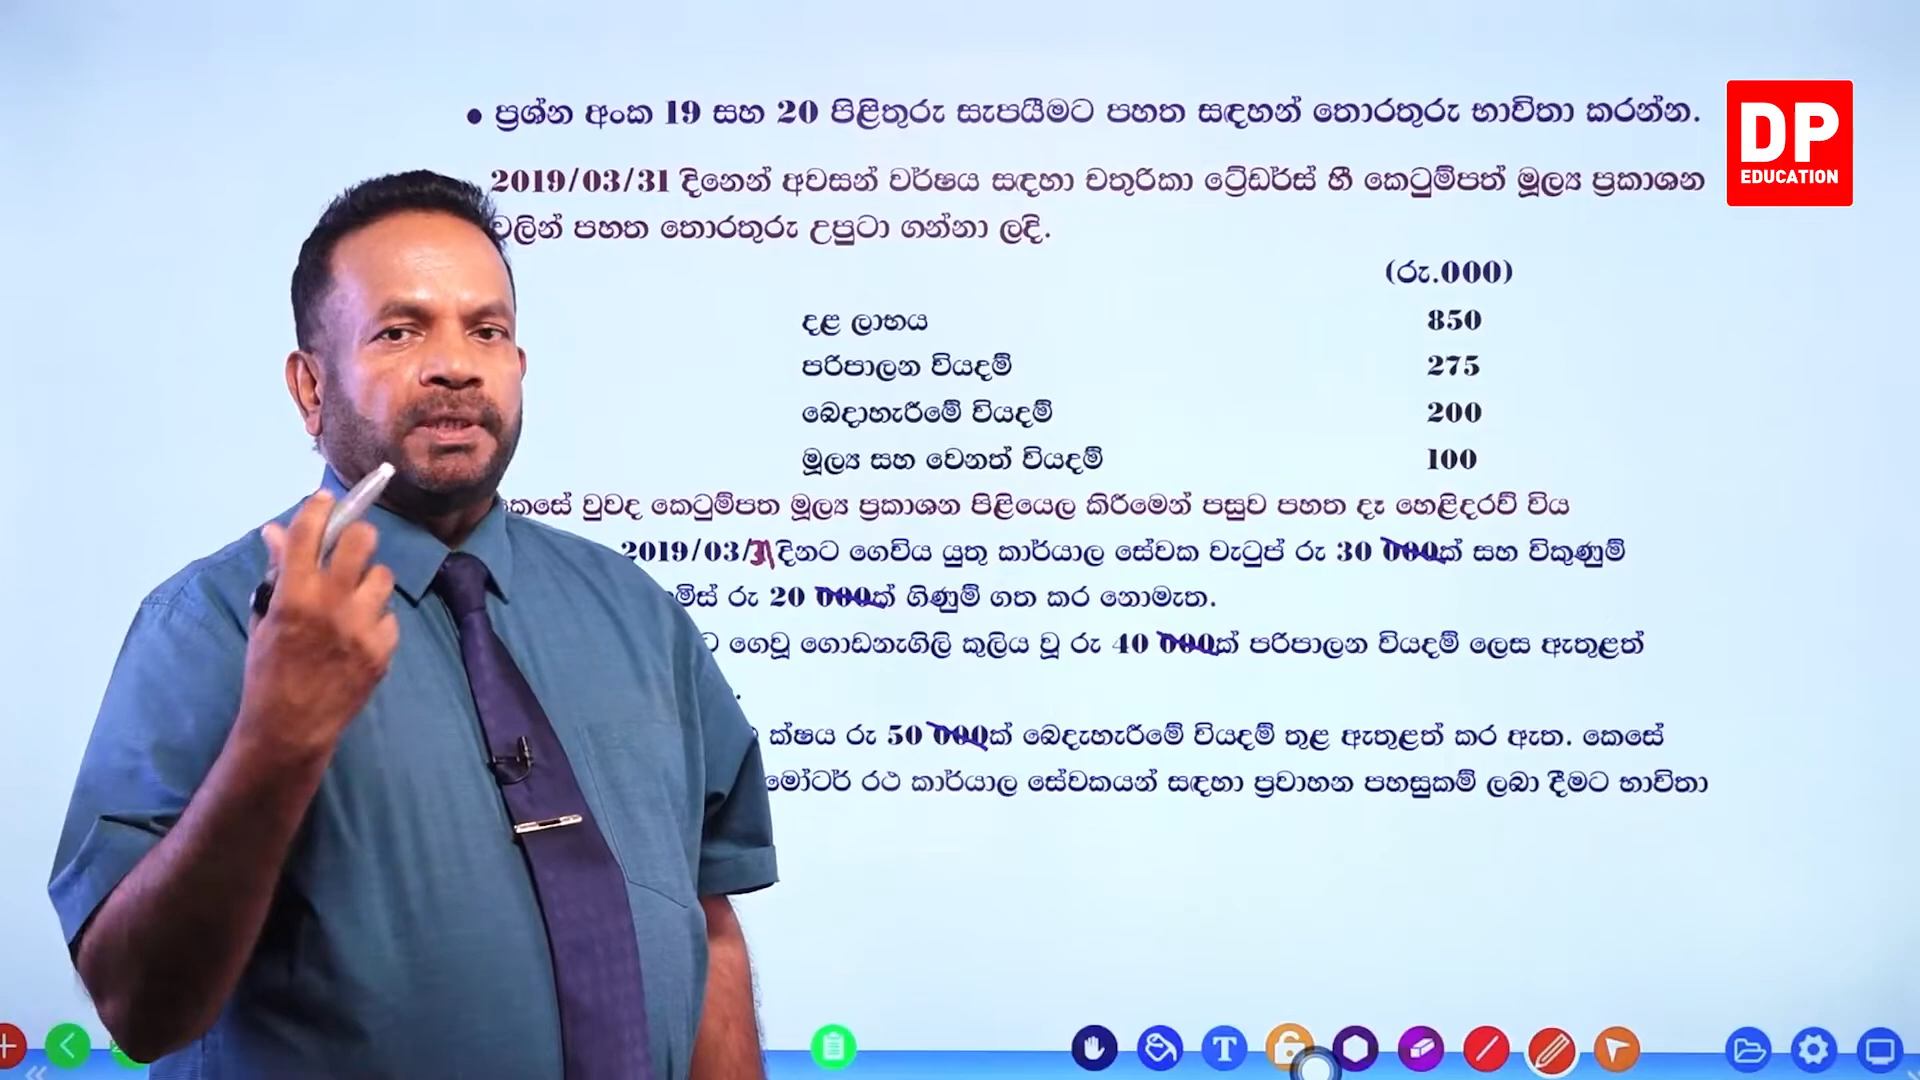 • ප්‍රශ්න අංක 19 සහ 20 පිළිතුරු සැපයීමට පහත සඳහන් තොරතුරු භාවිතා කරන්න.
DP
EDUCATION
2019/03/31 දිනෙන් අවසන් වර්ෂය සඳහා චතුරිකා ට්‍රේඩර්ස් හී කෙටුම්පත් මූල්‍ය ප්‍රකාශන
වලින් පහත තොරතුරු උපුටා ගන්නා ලදි.
(රු.000)
දළ ලාභය 850
පරිපාලන වියදම් 275
බෙදාහැරීමේ වියදම් 200
මූල්‍ය සහ වෙනත් වියදම් 100
කෙසේ වුවද කෙටුම්පත මූල්‍ය ප්‍රකාශන පිළියෙල කිරීමෙන් පසුව පහත දෑ හෙළිදරව් විය
2019/03/31 දිනට ගෙවිය යුතු කාර්යාල සේවක වැටුප් රු 30 000ක් සහ විකුණුම්
රු 20 000ක් ගිණුම් ගත කර නොමැත.
ගෙවූ ගොඩනැගිලි කුලිය වූ රු 40 000ක් පරිපාලන වියදම් ලෙස ඇතුළත්
ක්ෂය රු 50 000ක් බෙදැහැරීමේ වියදම් තුළ ඇතුළත් කර ඇත. කෙසේ
මෝටර් රථ කාර්යාල සේවකයන් සඳහා ප්‍රවාහන පහසුකම් ලබා දීමට භාවිතා
T